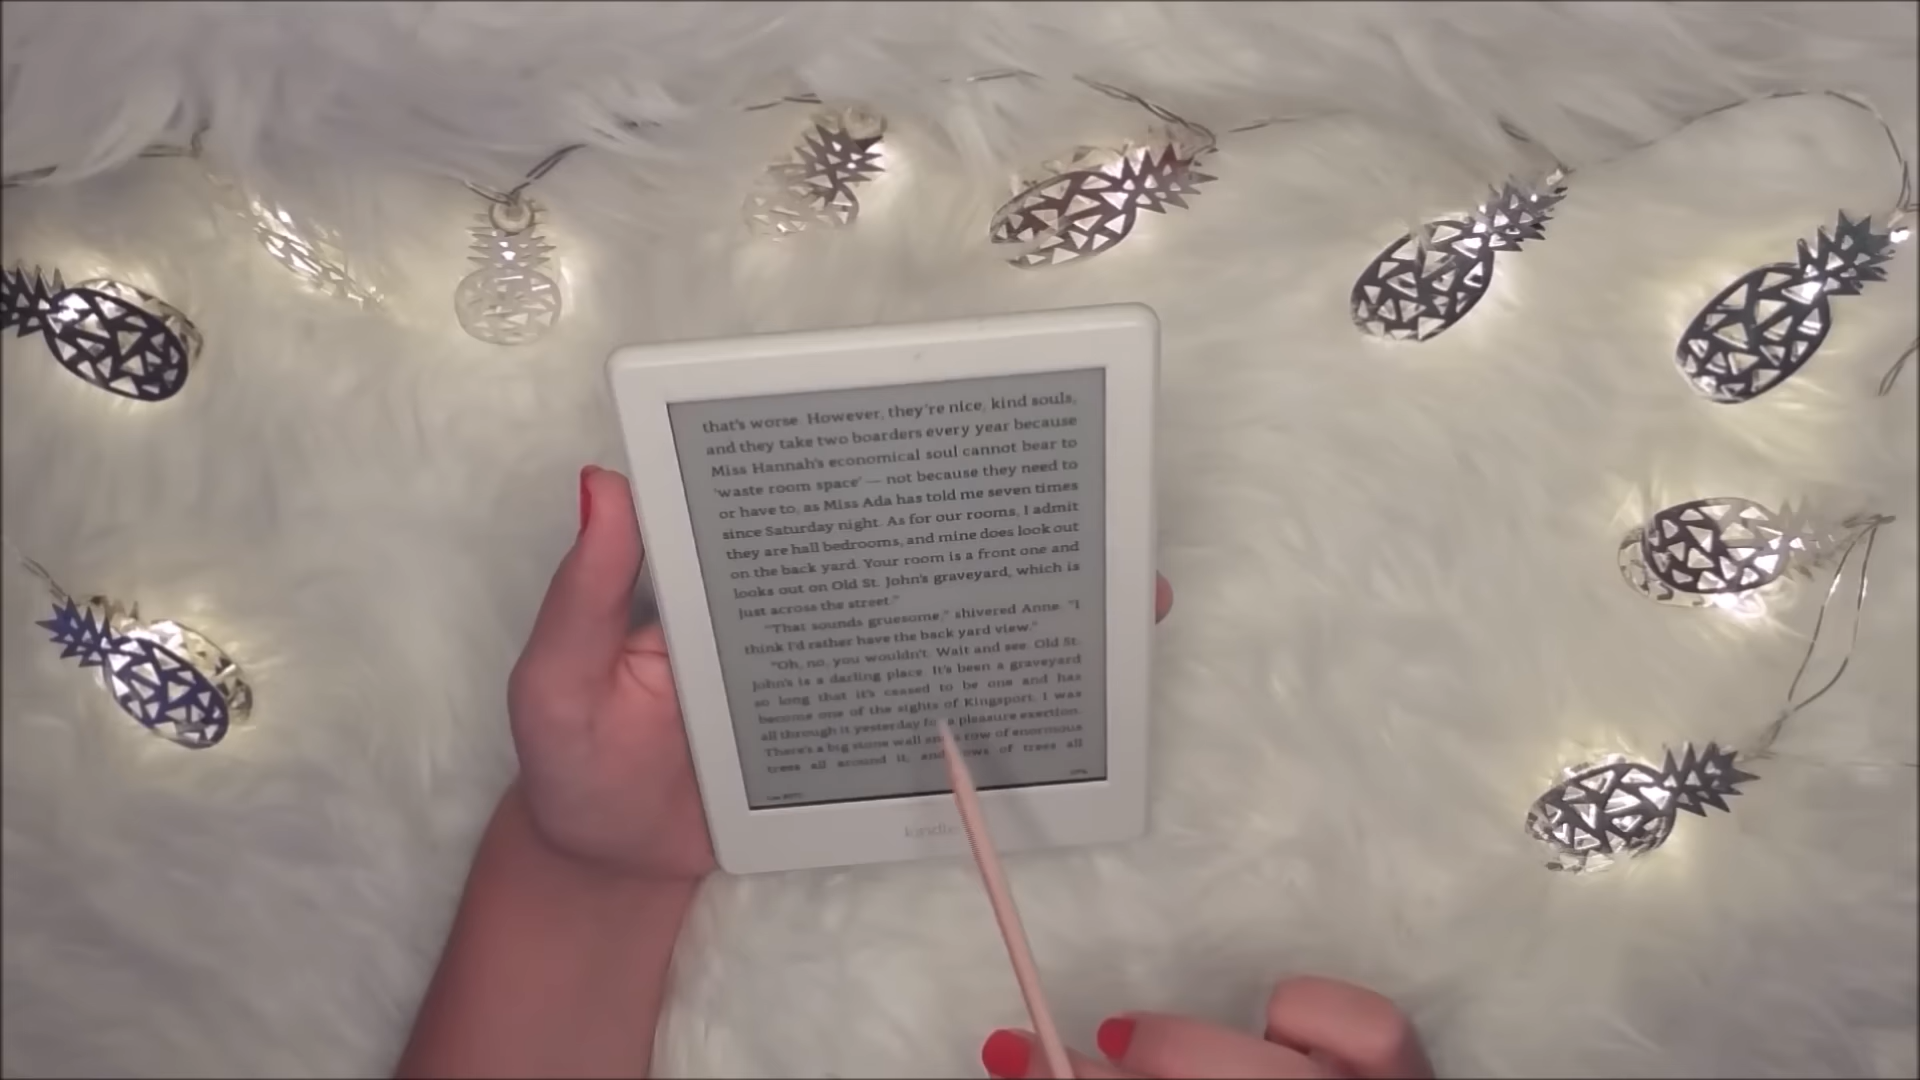 that's worse. However, they're nice, kind souls,
and they take two boarders every year because
Miss Hannah's economical soul cannot bear to
'waste room space' — not because they need to
or have to, as Miss Ada has told me seven times
since Saturday night. As for our rooms, I admit
they are hall bedrooms, and mine does look out
on the back yard. Your room is a front one and
looks out on Old St. John's graveyard, which is
just across the street."
"That sounds gruesome," shivered Anne. "I
think I'd rather have the back yard view."
"Oh, no, you wouldn't. Wait and see. Old St.
John's is a darling place. It's been a graveyard
so long that it's ceased to be one and has
become one of the sights of Kingsport. I was
all through it yesterday for a pleasure exertion.
There's a big stone wall and a row of enormous
trees all around it, and rows of trees all
kindle